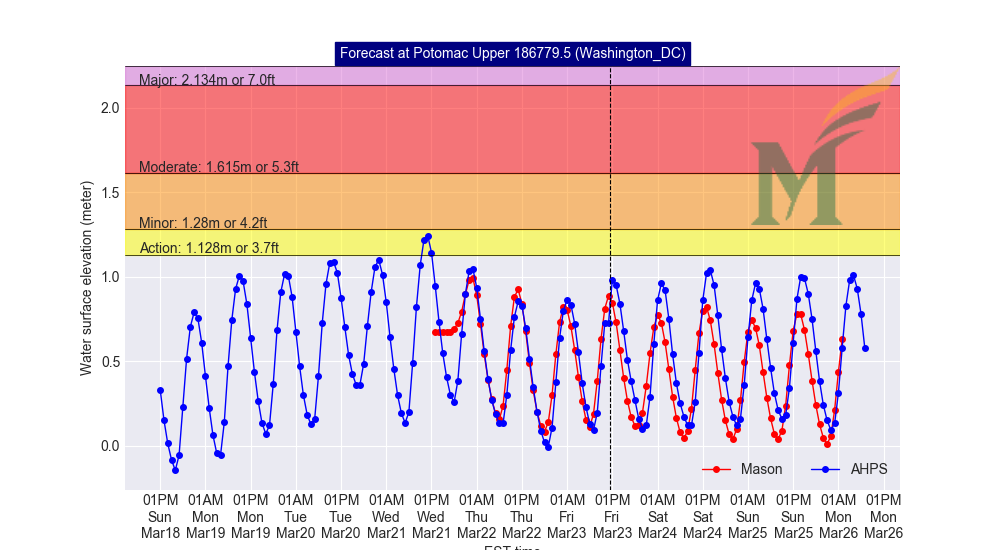 Forecast at Potomac Upper 186779.5 (Washington_DC)
Major: 2.134m or 7.0ft
Moderate: 1.615m or 5.3ft
Minor: 1.28m or 4.2ft
Action: 1.128m or 3.7ft
Water surface elevation (meter)
2.0
1.5
1.0
0.5
0.0
Mason AHPS
01PM 01AM 01PM 01AM 01PM 01AM 01PM 01AM 01PM 01AM 01PM 01AM 01PM 01AM 01PM 01AM 01PM
Sun Mon Mon Tue Tue Wed Wed Thu Thu Fri Fri Sat Sat Sun Sun Mon Mon
Mar18 Mar19 Mar19 Mar20 Mar20 Mar21 Mar21 Mar22 Mar22 Mar23 Mar23 Mar24 Mar24 Mar25 Mar25 Mar26 Mar26
EST time